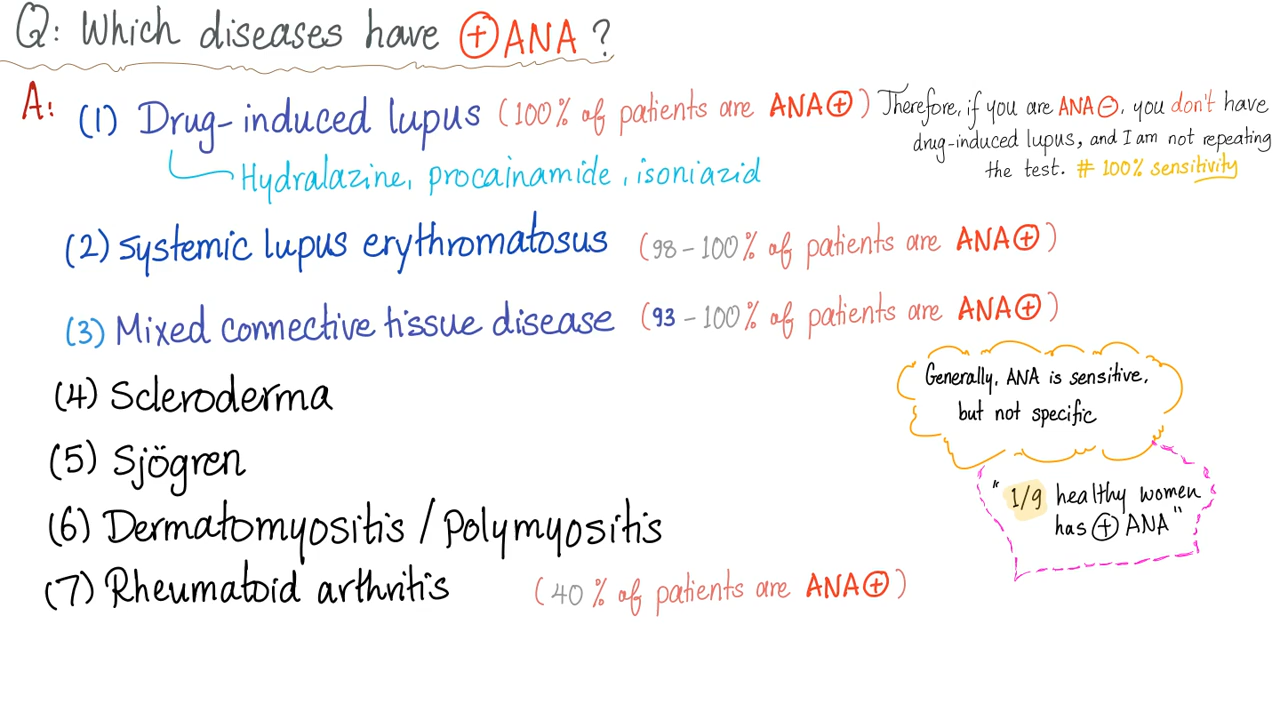 Q: Which diseases have ⊕ANA?
A: (1) Drug-induced lupus (100% of patients are ANA⊕)
Therefore, if you are ANA⊖, you don't have
drug-induced lupus, and I am not repeating
the test. # 100% sensitivity
Hydralazine, procainamide, isoniazid
(2) Systemic lupus erythromatosus (98-100% of patients are ANA⊕)
(3) Mixed connective tissue disease (93-100% of patients are ANA⊕)
(4) Scleroderma
Generally, ANA is sensitive,
but not specific
(5) Sjögren
"1/9 healthy women
has ⊕ ANA"
(6) Dermatomyositis / Polymyositis
(7) Rheumatoid arthritis (40% of patients are ANA⊕)